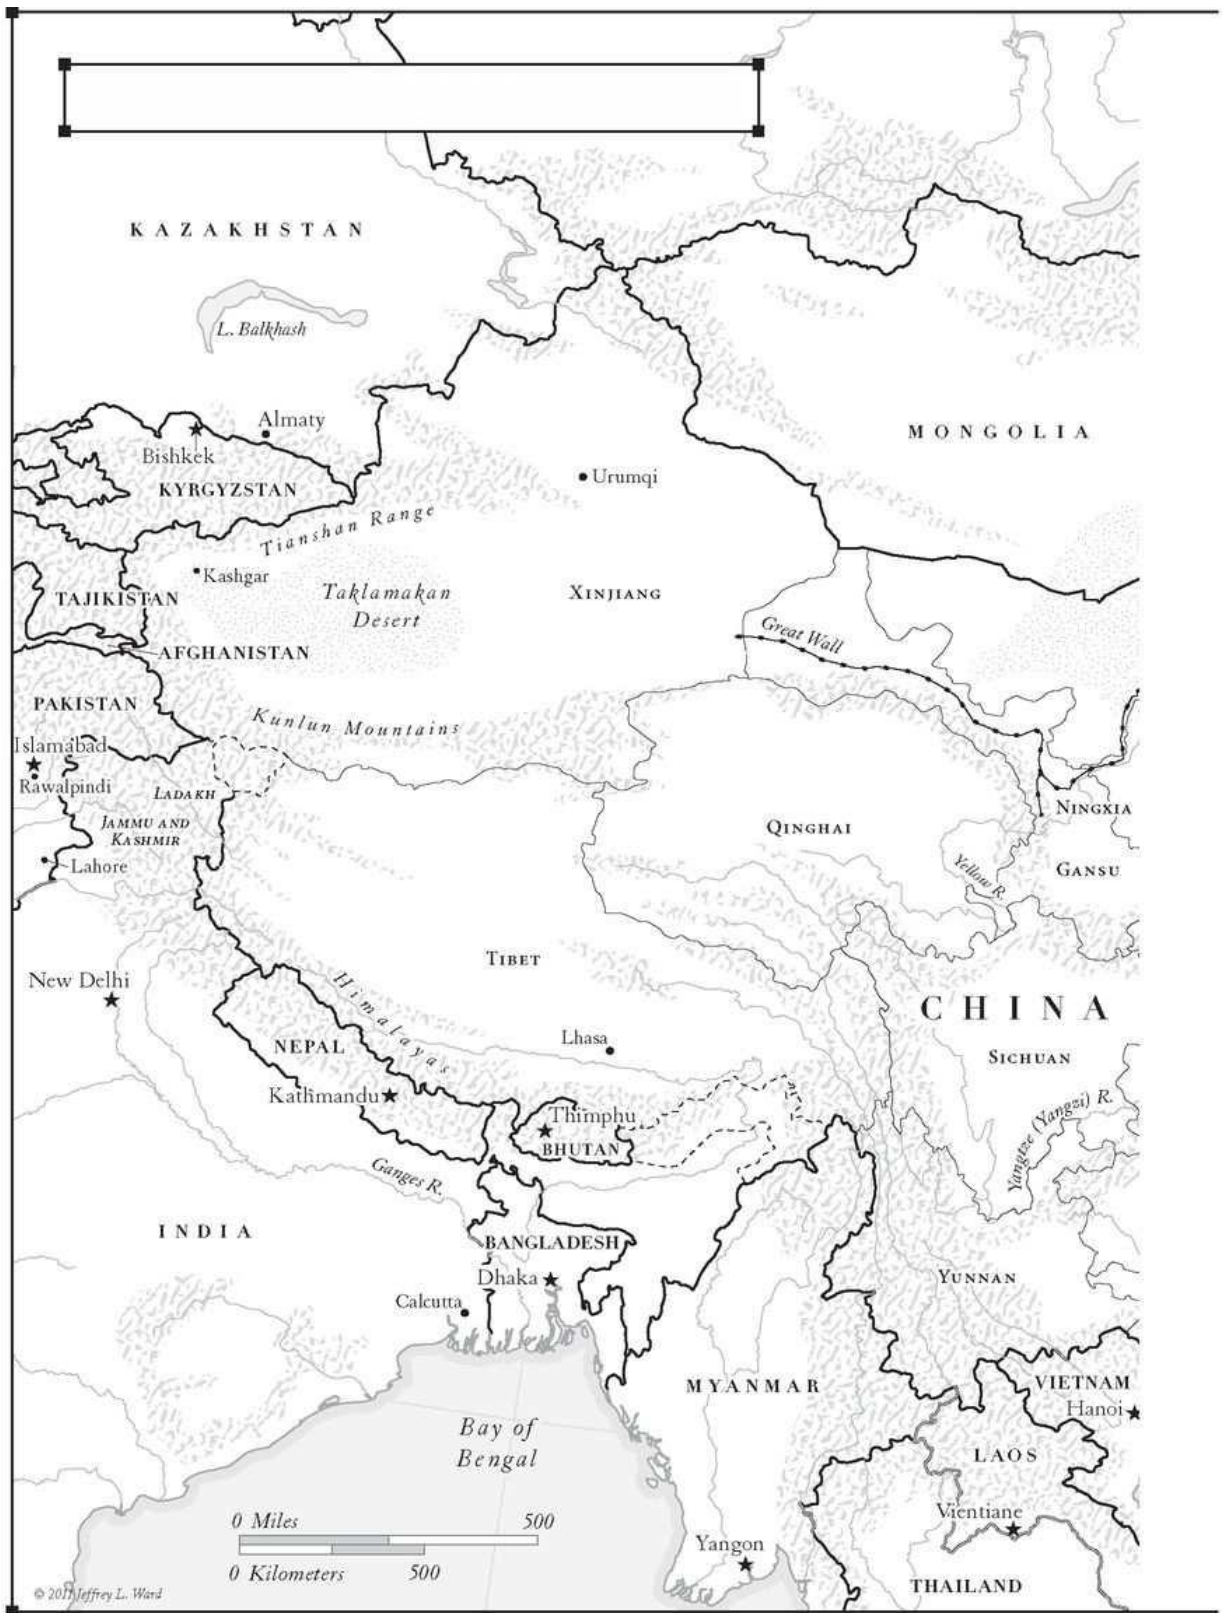 KAZAKHSTAN
L. Balkhash
Almaty
Bishkek
KYRGYZSTAN
MONGOLIA
Urumqi
Tianshan Range
Kashgar
Taklamakan
Desert
XINJIANG
TAJIKISTAN
Great Wall
AFGHANISTAN
PAKISTAN
Kunlun Mountains
Islamabad
Rawalpindi
LADAKH
JAMMU AND
KASHMIR
Lahore
QINGHAI
NINGXIA
Yellow R.
GANSU
TIBET
New Delhi
Himalayas
CHINA
Lhasa
NEPAL
SICHUAN
Kathmandu
Thimphu
BHUTAN
Yangtze (Yangzi) R.
Ganges R.
INDIA
BANGLADESH
Dhaka
YUNNAN
Calcutta
MYANMAR
VIETNAM
Hanoi
Bay of
Bengal
LAOS
0 Miles 500
Vientiane
Yangon
0 Kilometers 500
THAILAND
© 2011 Jeffrey L. Ward